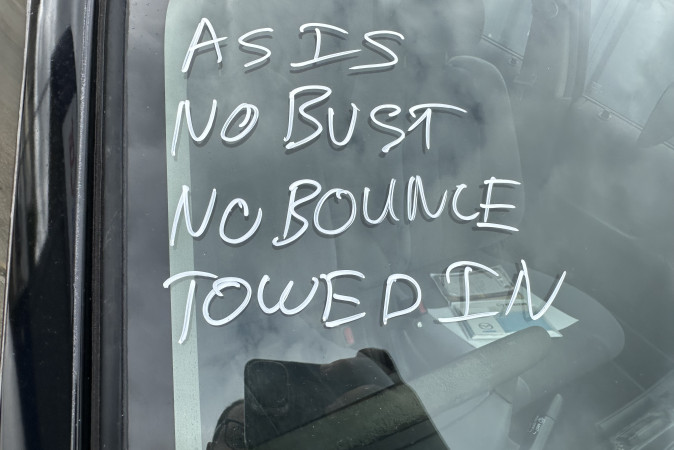 AS IS
NO BUST
NO BOUNCE
TOWED.IN